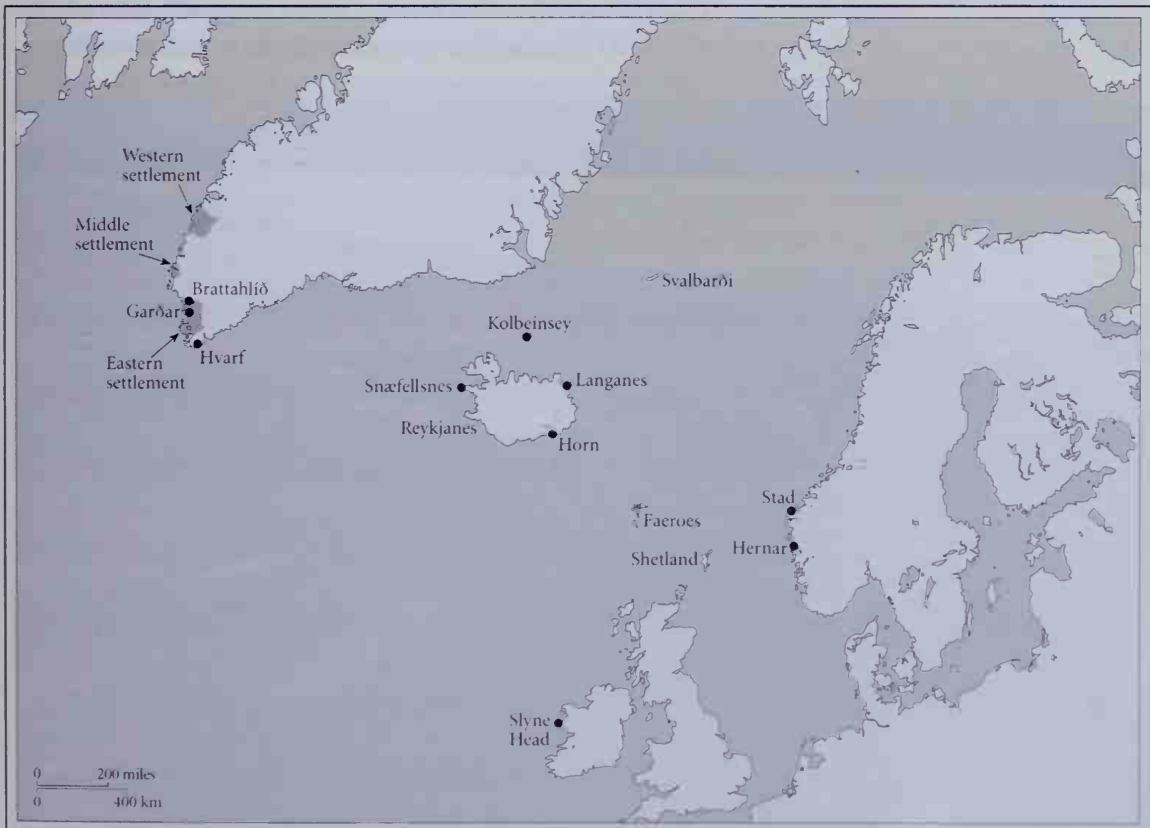 Western
settlement
Middle
settlement
Brattahlíð
Garðar
Eastern
settlement
Hvarf
Svalbarði
Kolbeinsey
Snæfellsnes
Langanes
Reykjanes
Horn
Stad
Faeroes
Hernar
Shetland
Slyne
Head
0 200 miles
0 400 km